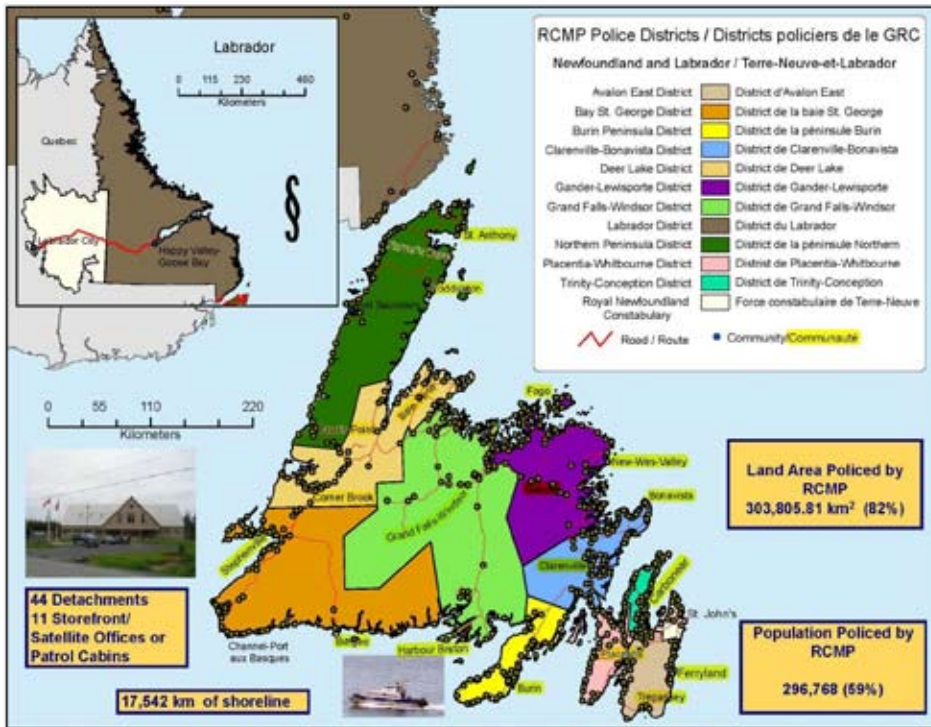 Labrador
0 115 230 460
Kilometers
Quebec
Labrador City
Happy Valley-
Goose Bay
RCMP Police Districts / Districts policiers de le GRC
Newfoundland and Labrador / Terre-Neuve-et-Labrador
Avalon East District District d'Avalon East
Bay St. George District District de la baie St. George
Burin Peninsula District District de la péninsule Burin
Clarenville-Bonavista District District de Clarenville-Bonavista
Deer Lake District District de Deer Lake
Gander-Lewisporte District District de Gander-Lewisporte
Grand Falls-Windsor District District de Grand Falls-Windsor
Labrador District District du Labrador
Northern Peninsula District District de la péninsule Northern
Placentia-Whitbourne District District de Placentia-Whitbourne
Trinity-Conception District District de Trinity-Conception
Royal Newfoundland Constabulary Force constabulaire de Terre-Neuve
Road / Route Community/Communauté
St. Anthony
0 55 110 220
Kilometers
Fogo
New-Wes-Valley
Bonavista
Corner Brook
Grand Falls-Windsor
Stephenville
Clarenville
Carbonear
St. John's
Placentia
Ferryland
Trepassey
Burin
Harbour Breton
Burgeo
Channel-Port
aux Basques
Land Area Policed by
RCMP
303,805.81 km² (82%)
44 Detachments
11 Storefront/
Satellite Offices or
Patrol Cabins
17,542 km of shoreline
Population Policed by
RCMP
296,768 (59%)